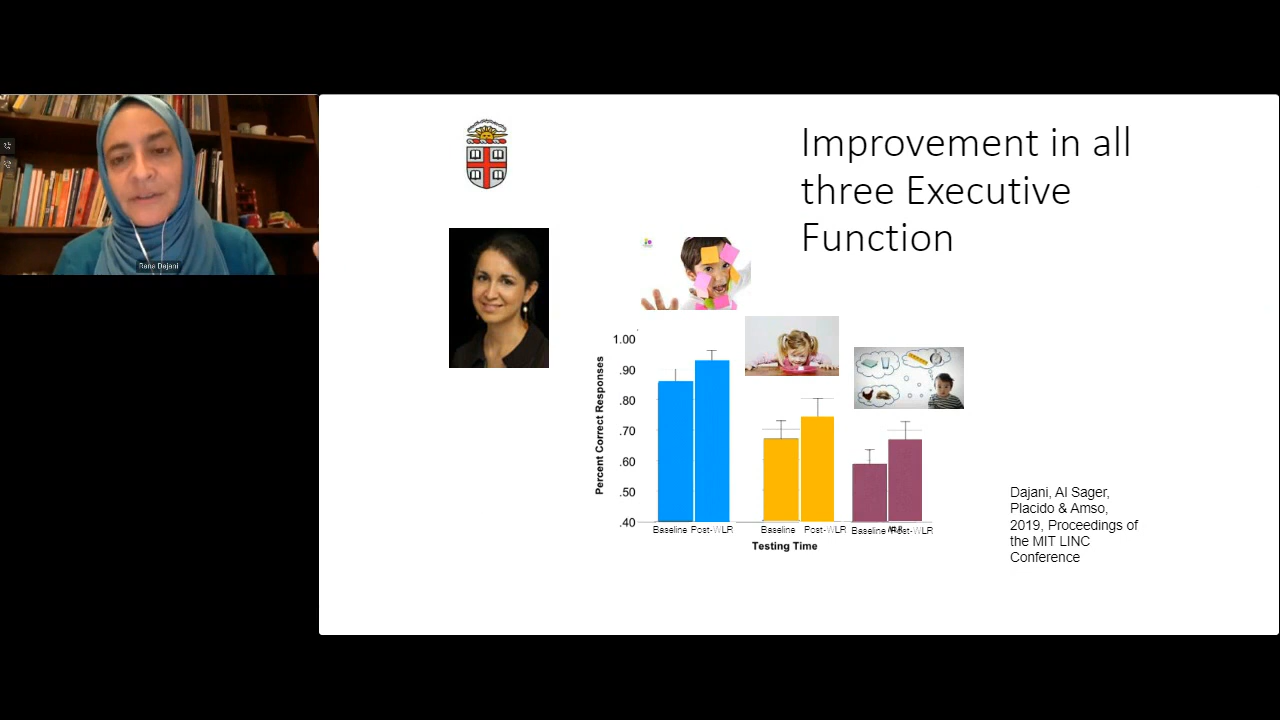 Rana Dajani
Improvement in all
three Executive
Function
Percent Correct Responses
1.00
.90
.80
.70
.60
.50
.40
Baseline Post-WLR
Baseline Post-WLR
Baseline Post-WLR
Testing Time
Dajani, Al Sager,
Placido & Amso,
2019, Proceedings of
the MIT LINC
Conference